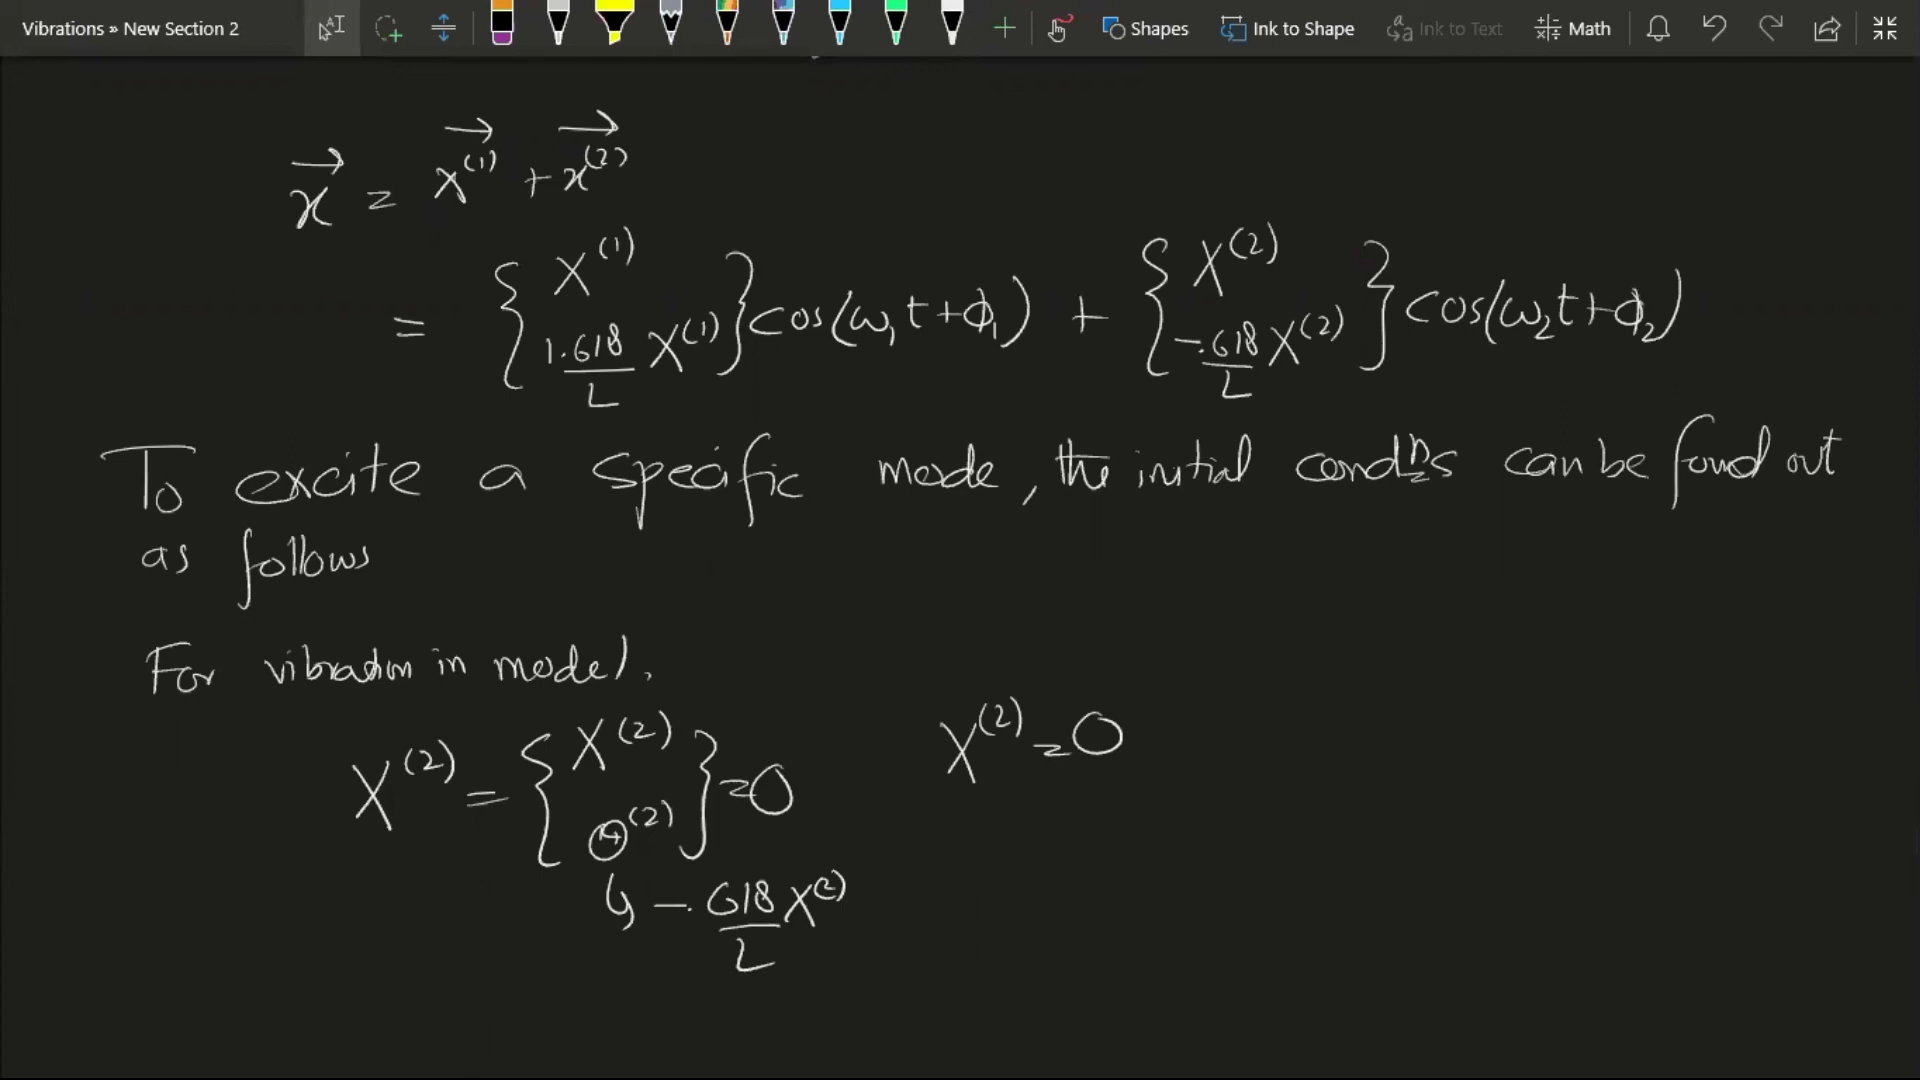 Vibrations » New Section 2
Shapes
Ink to Shape
Ink to Text
Math
x = x^(1) + x^(2)
= { X^(1) 1.618/L X^(1) } cos(ω₁t+ϕ₁) + { X^(2) -.618/L X^(2) } cos(ω₂t+ϕ₂)
To excite a specific mode, the initial condns can be found out
as follows
For vibration in mode 1.
X^(2) = { X^(2) Θ^(2) } = 0
X^(2) = 0
↳ -.618/L X^(2)